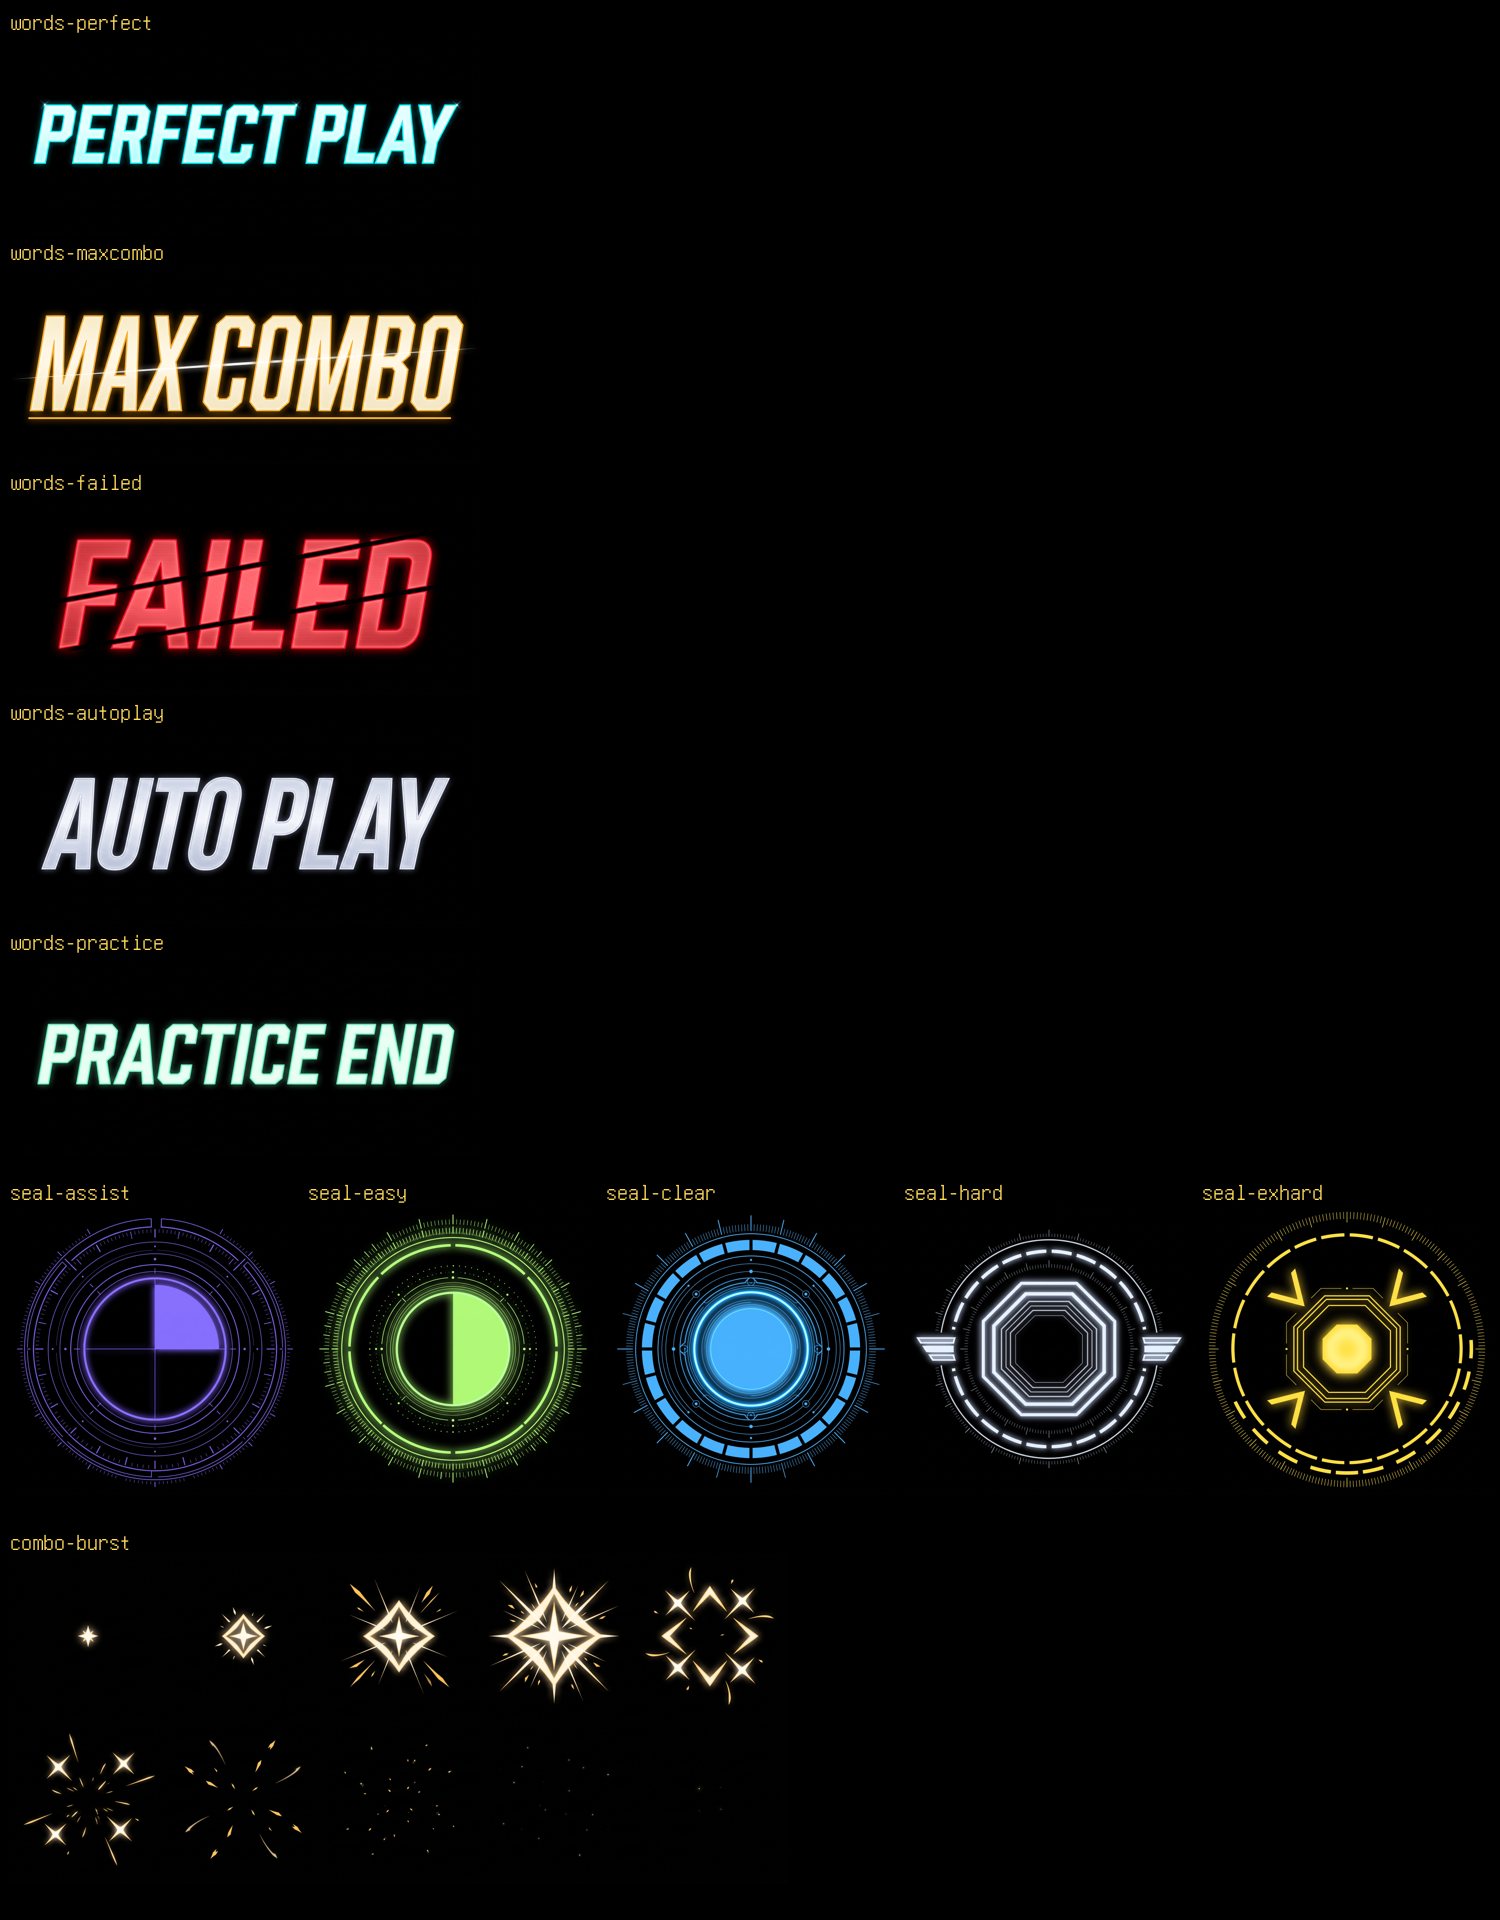 words-perfect
PERFECT PLAY
words-maxcombo
MAX COMBO
words-failed
FAILED
words-autoplay
AUTO PLAY
words-practice
PRACTICE END
seal-assist seal-easy seal-clear seal-hard seal-exhard
combo-burst